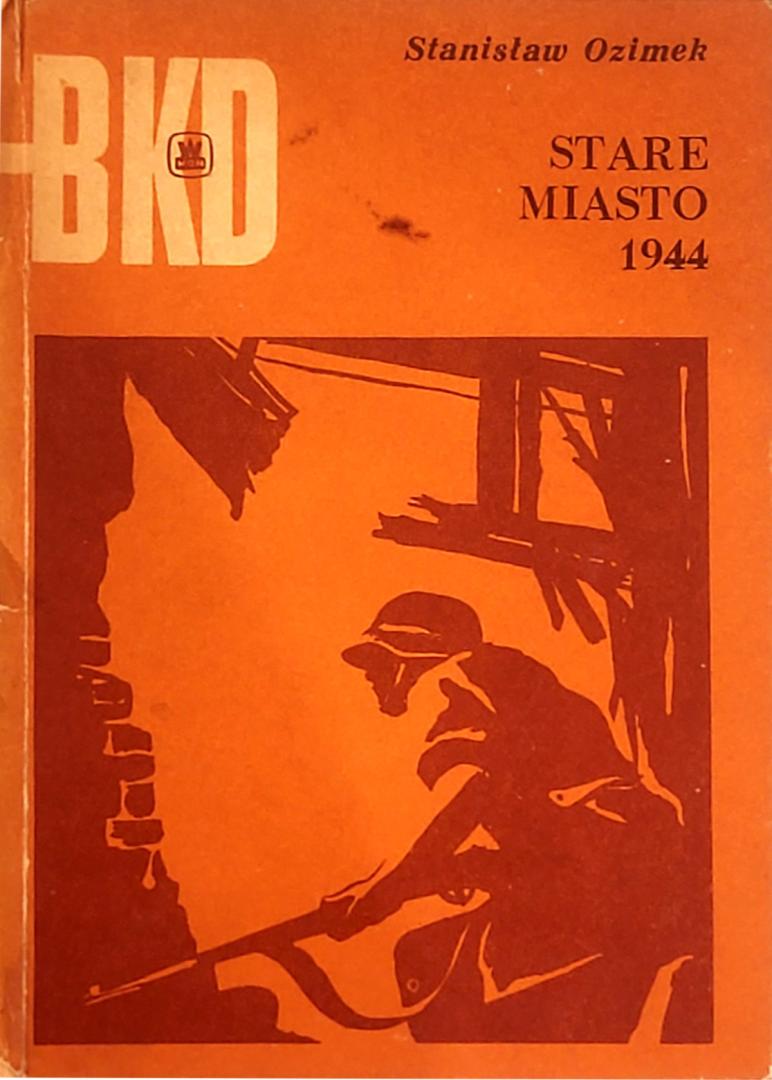 Stanisław Ozimek
BKD
STARE
MIASTO
1944